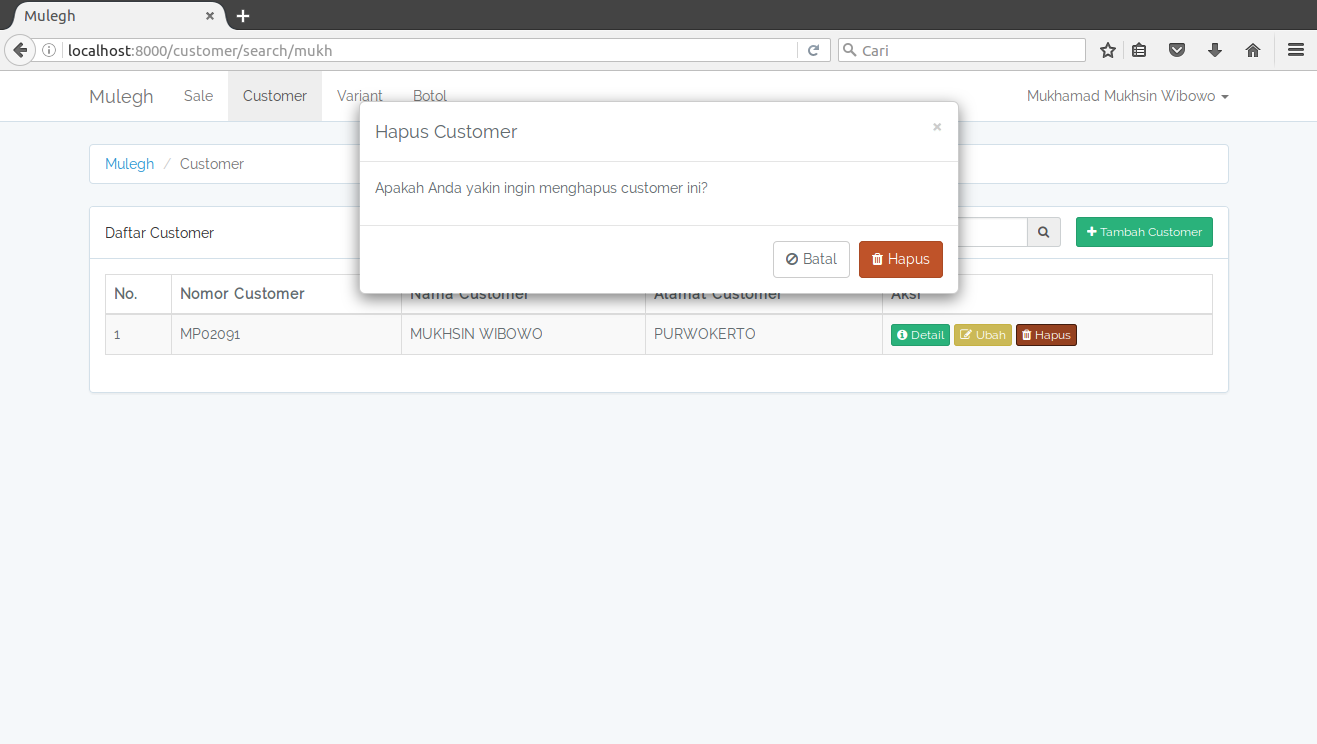 Mulegh
localhost:8000/customer/search/mukh
Cari
Mulegh Sale Customer Variant Botol Mukhamad Mukhsin Wibowo
Hapus Customer ×
Apakah Anda yakin ingin menghapus customer ini?
Batal Hapus
Mulegh / Customer
Daftar Customer Tambah Customer
No. Nomor Customer Nama Customer Alamat Customer Aksi
1 MP02091 MUKHSIN WIBOWO PURWOKERTO Detail Ubah Hapus